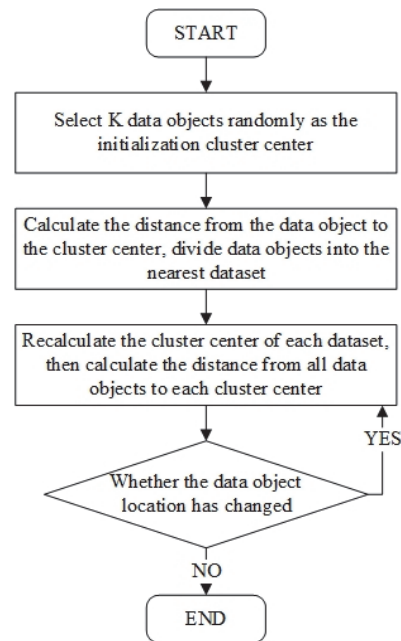 START
Select K data objects randomly as the
initialization cluster center
Calculate the distance from the data object to
the cluster center, divide data objects into the
nearest dataset
Recalculate the cluster center of each dataset,
then calculate the distance from all data
objects to each cluster center
YES
Whether the data object
location has changed
NO
END